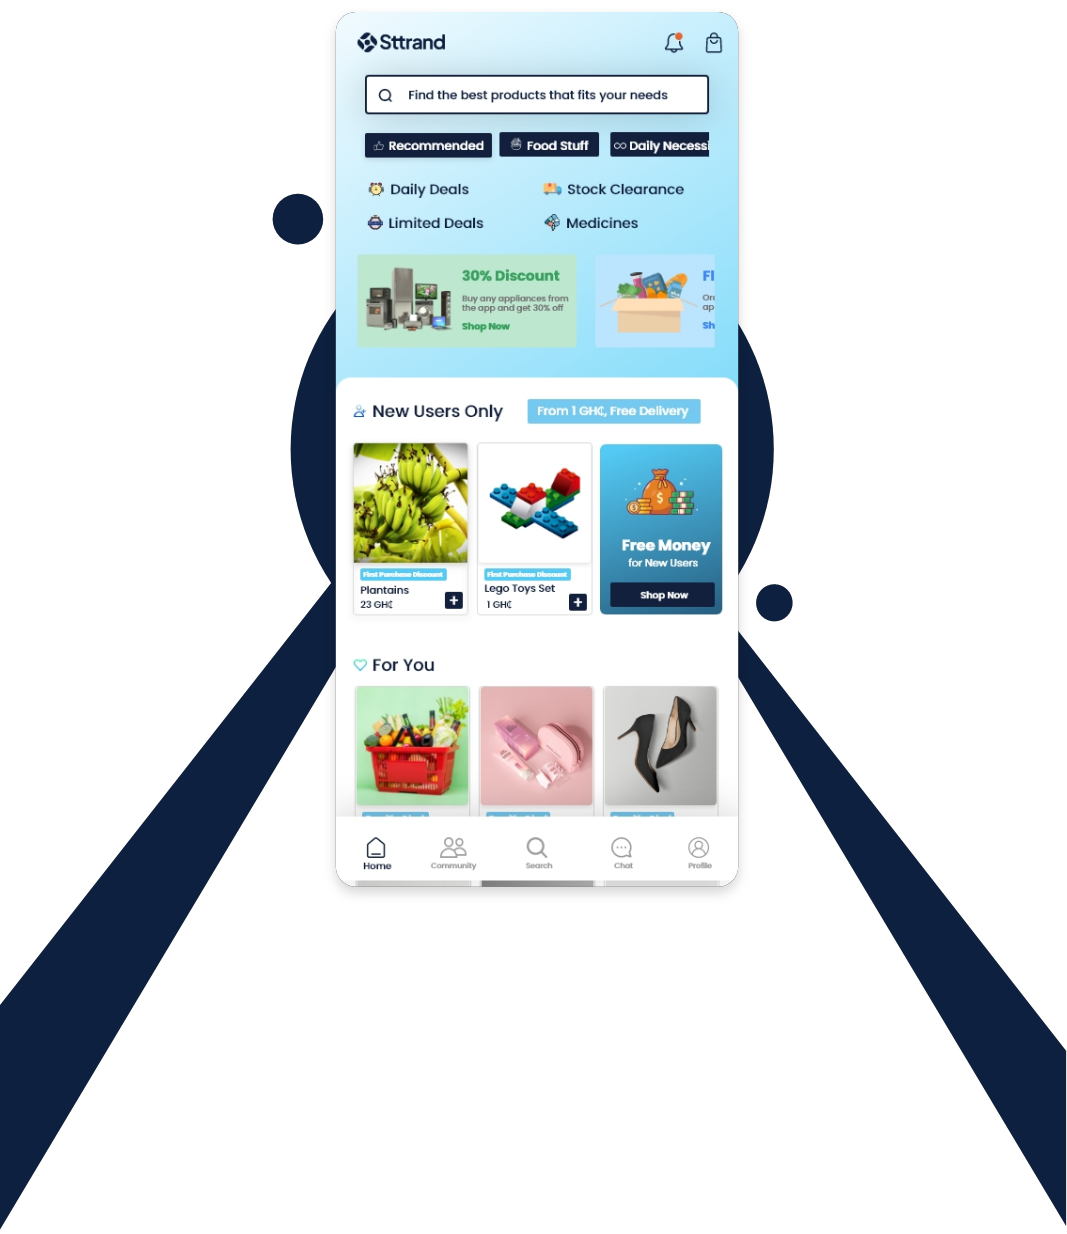 Sttrand
Find the best products that fits your needs
Recommended
Food Stuff
Daily Necessi
Daily Deals
Stock Clearance
Limited Deals
Medicines
30% Discount
Buy any appliances from
the app and get 30% off
Shop Now
Fl
Or
ap
Sh
New Users Only
From 1 GH₵, Free Delivery
First Purchase Discount
Plantains
23 GH₵
First Purchase Discount
Lego Toys Set
1 GH₵
Free Money
for New Users
Shop Now
For You
Home
Community
Search
Chat
Profile